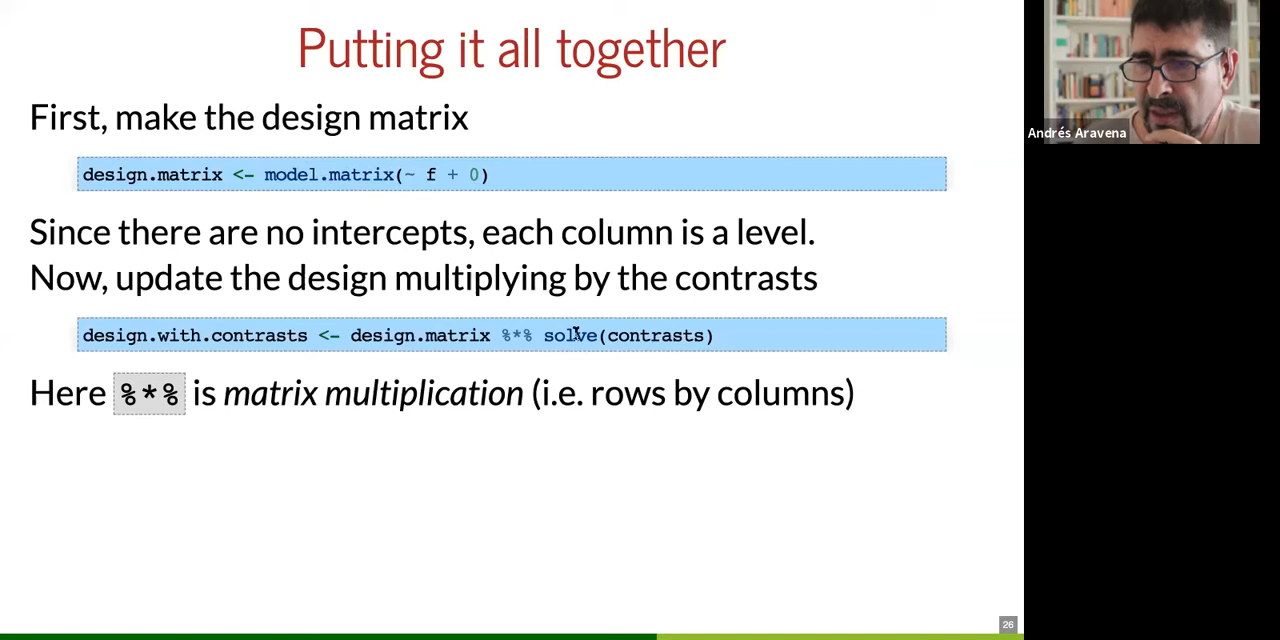 Putting it all together
First, make the design matrix
design.matrix <- model.matrix(~ f + 0)
Since there are no intercepts, each column is a level.
Now, update the design multiplying by the contrasts
design.with.contrasts <- design.matrix %*% solve(contrasts)
Here %*% is matrix multiplication (i.e. rows by columns)
26
Andrés Aravena